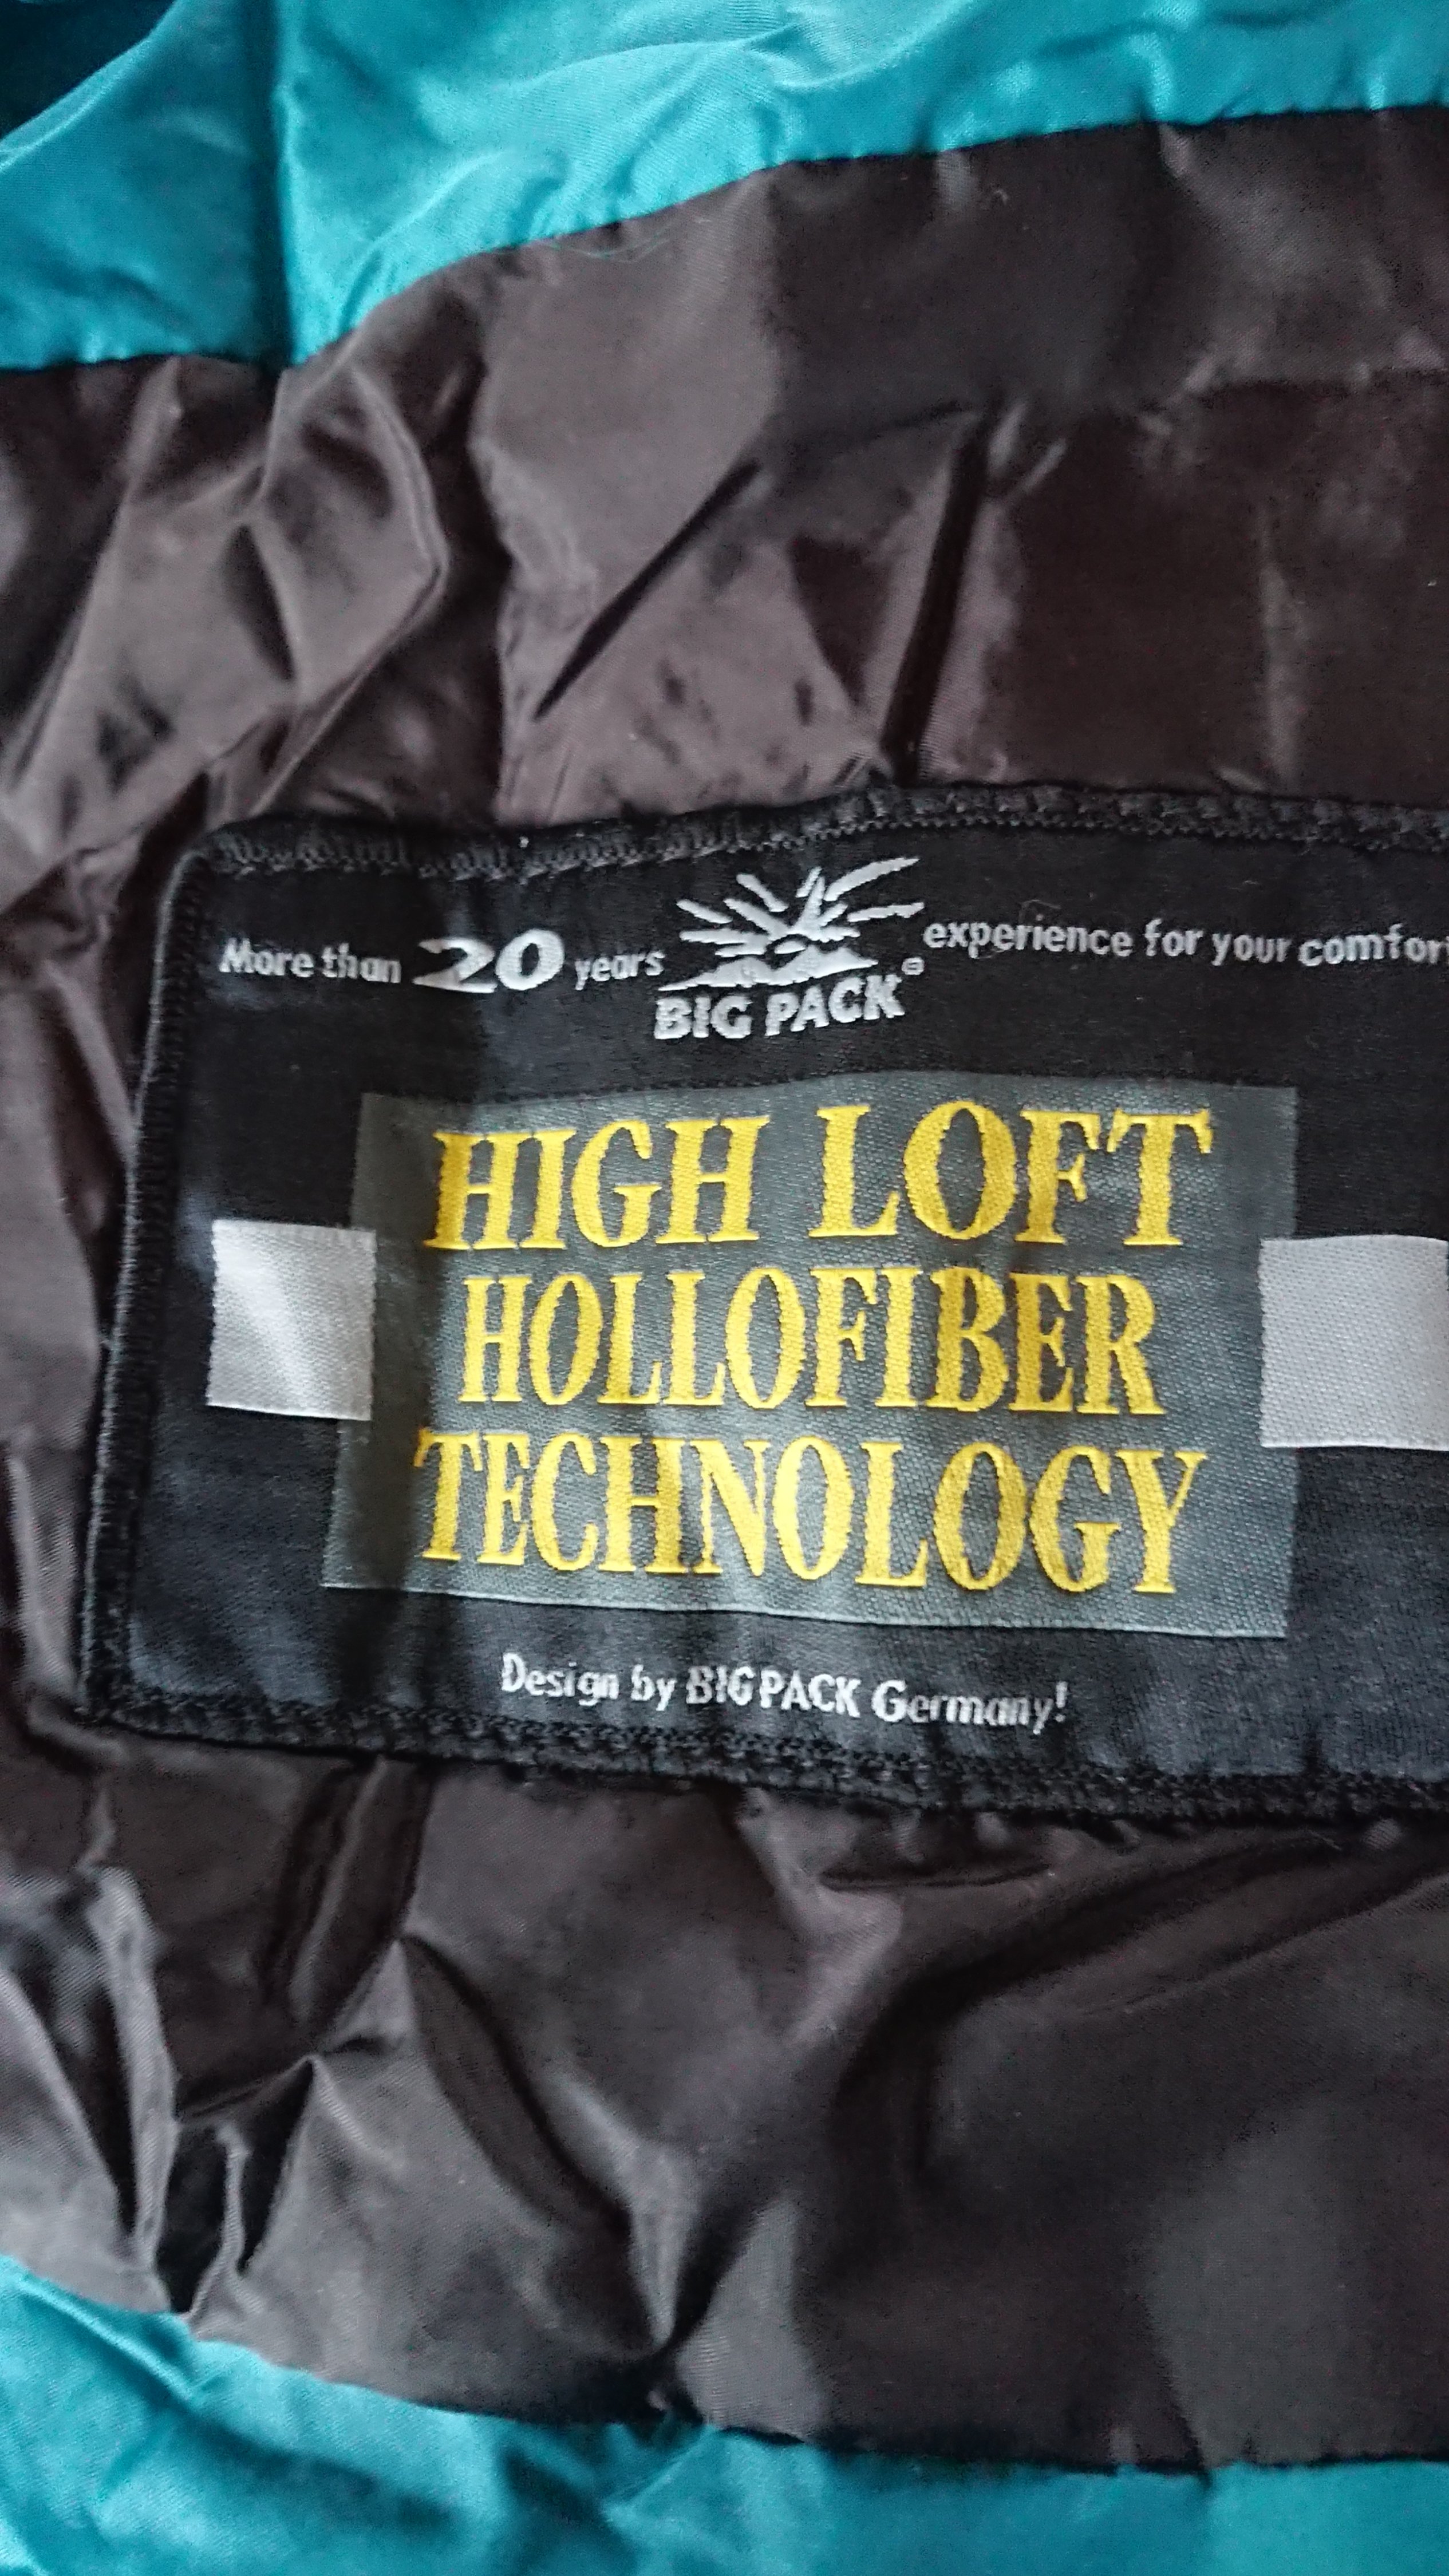 More than 20 years BIG PACK® experience for your comfort
HIGH LOFT
HOLLOFIBER
TECHNOLOGY
Design by BIG PACK Germany!